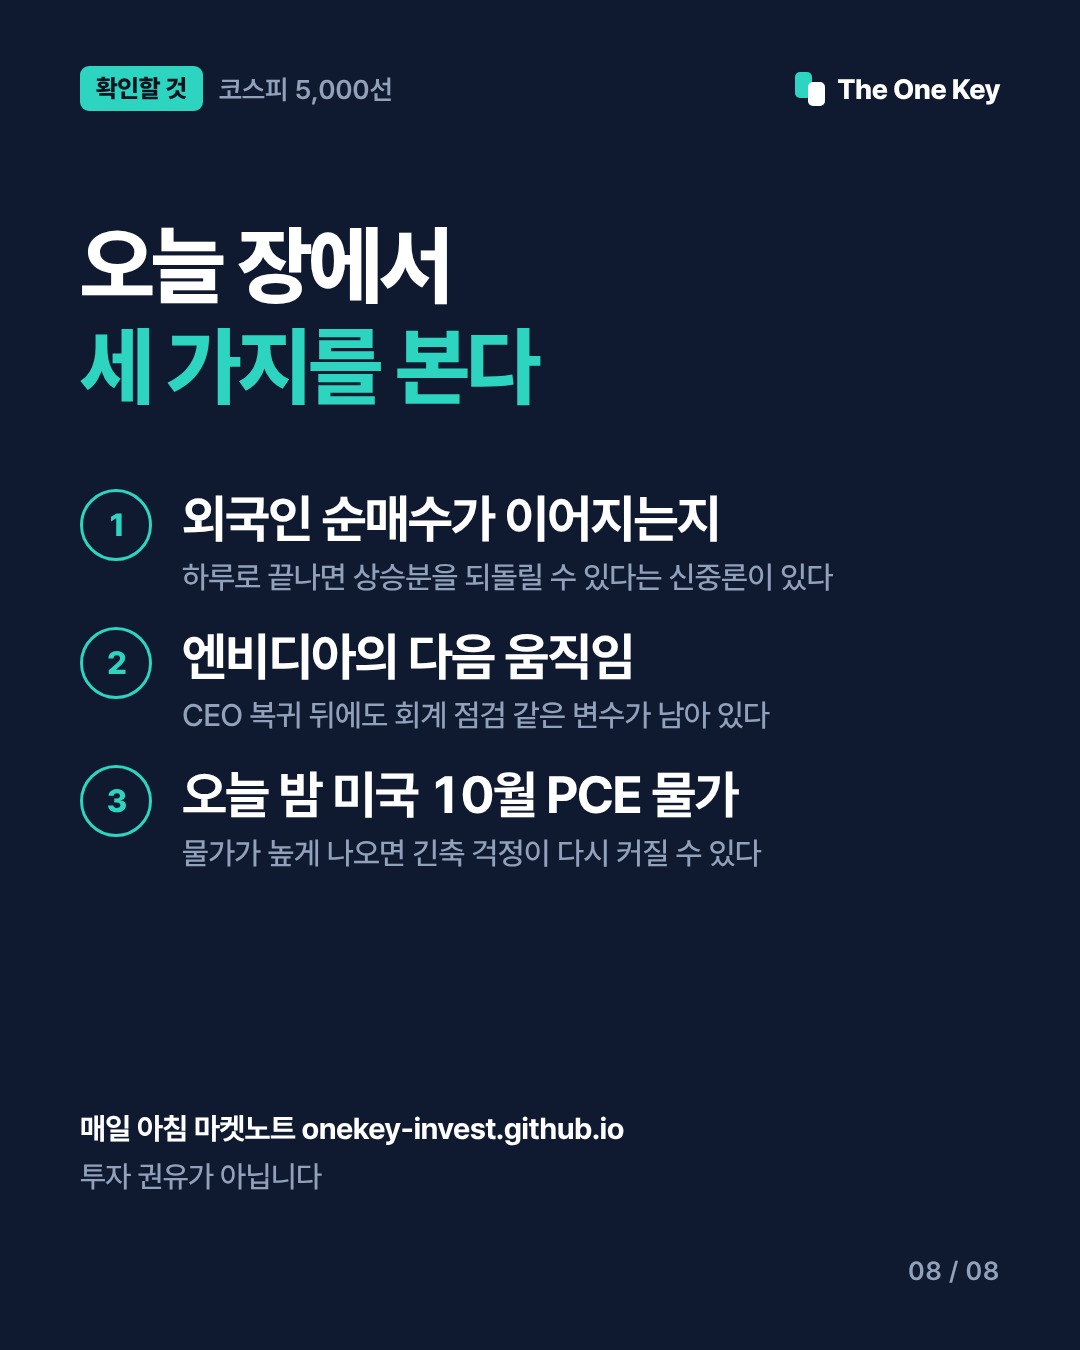 확인할 것 코스피 5,000선
The One Key
오늘 장에서
세 가지를 본다
1 외국인 순매수가 이어지는지
하루로 끝나면 상승분을 되돌릴 수 있다는 신중론이 있다
2 엔비디아의 다음 움직임
CEO 복귀 뒤에도 회계 점검 같은 변수가 남아 있다
3 오늘 밤 미국 10월 PCE 물가
물가가 높게 나오면 긴축 걱정이 다시 커질 수 있다
매일 아침 마켓노트 onekey-invest.github.io
투자 권유가 아닙니다
08 / 08